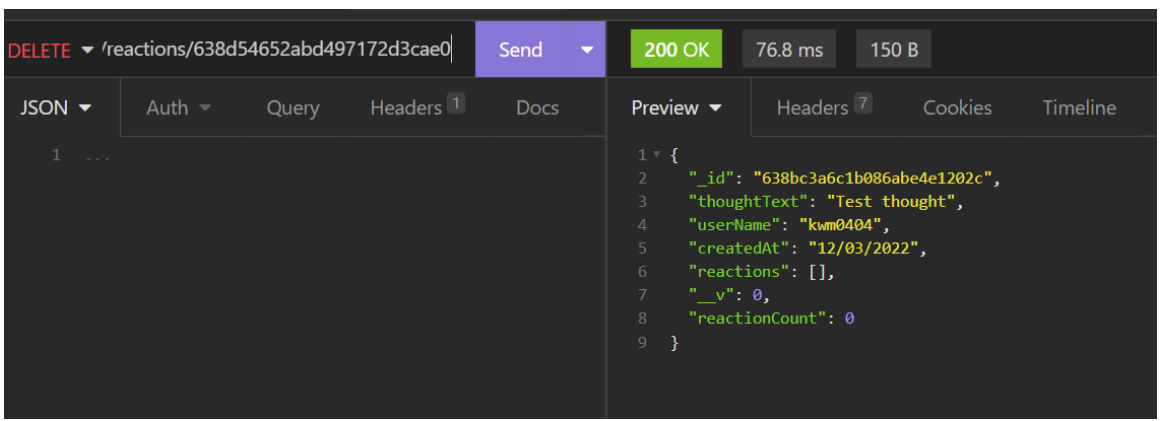 DELETE /reactions/638d54652abd497172d3cae0 Send 200 OK 76.8 ms 150 B
JSON Auth Query Headers 1 Docs Preview Headers 7 Cookies Timeline
1 ...
1 {
2 "_id": "638bc3a6c1b086abe4e1202c",
3 "thoughtText": "Test thought",
4 "userName": "kwm0404",
5 "createdAt": "12/03/2022",
6 "reactions": [],
7 "__v": 0,
8 "reactionCount": 0
9 }